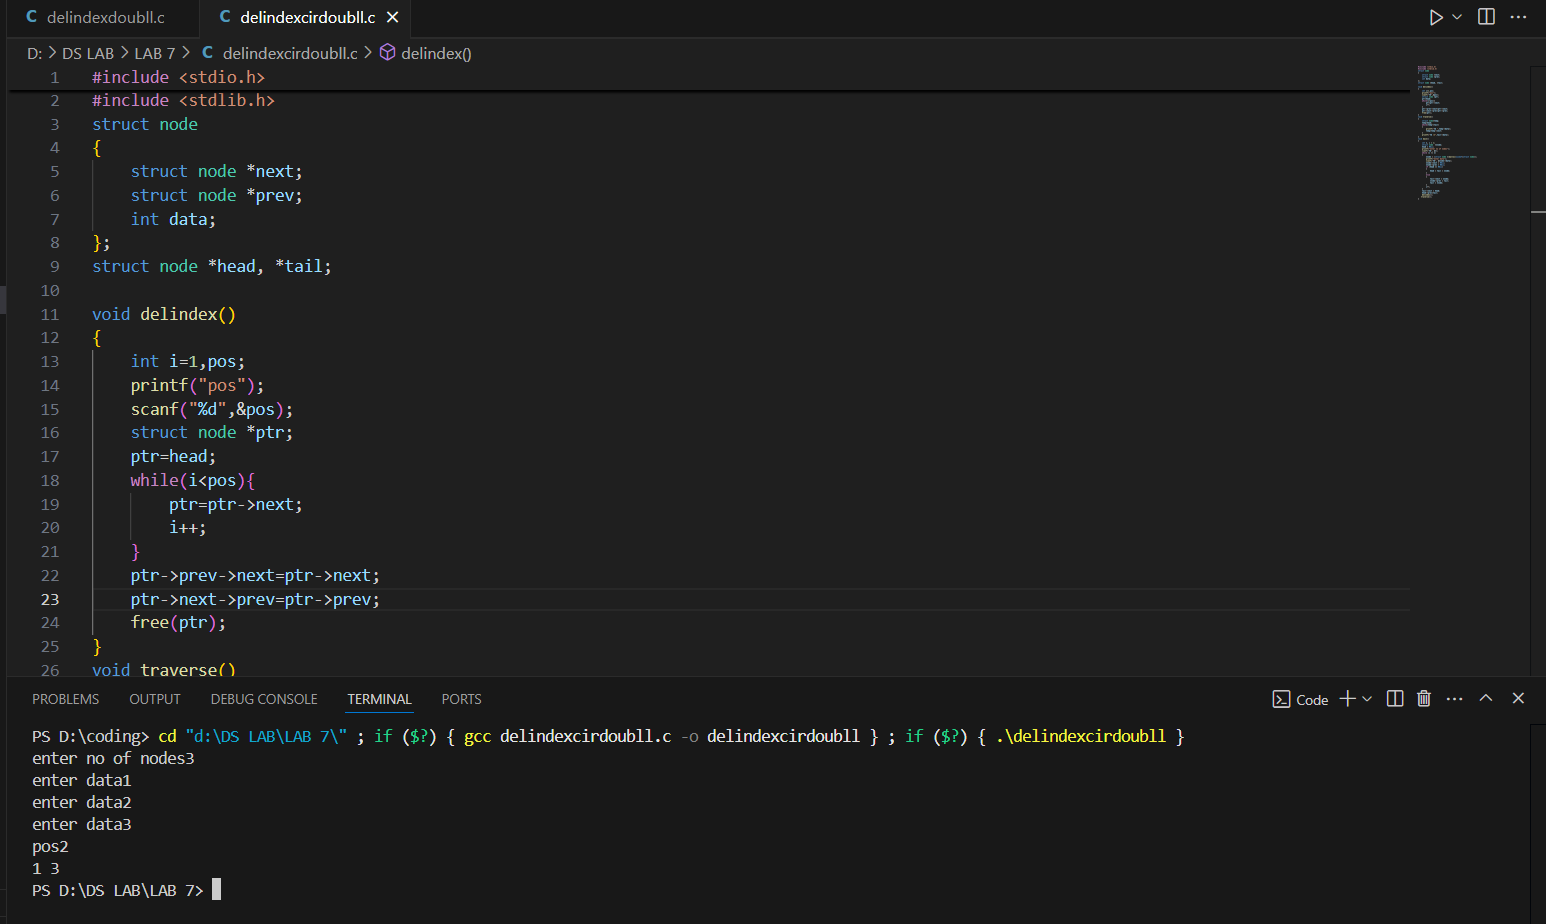 C delindexdoubll.c C delindexcirdoubll.c
D: > DS LAB > LAB 7 > C delindexcirdoubll.c > delindex()
1 #include <stdio.h>
2 #include <stdlib.h>
3 struct node
4 {
5 struct node *next;
6 struct node *prev;
7 int data;
8 };
9 struct node *head, *tail;
10
11 void delindex()
12 {
13 int i=1,pos;
14 printf("pos");
15 scanf("%d",&pos);
16 struct node *ptr;
17 ptr=head;
18 while(i<pos){
19 ptr=ptr->next;
20 i++;
21 }
22 ptr->prev->next=ptr->next;
23 ptr->next->prev=ptr->prev;
24 free(ptr);
25 }
26 void traverse()
PROBLEMS OUTPUT DEBUG CONSOLE TERMINAL PORTS Code
PS D:\coding> cd "d:\DS LAB\LAB 7\" ; if ($?) { gcc delindexcirdoubll.c -o delindexcirdoubll } ; if ($?) { .\delindexcirdoubll }
enter no of nodes3
enter data1
enter data2
enter data3
pos2
1 3
PS D:\DS LAB\LAB 7>